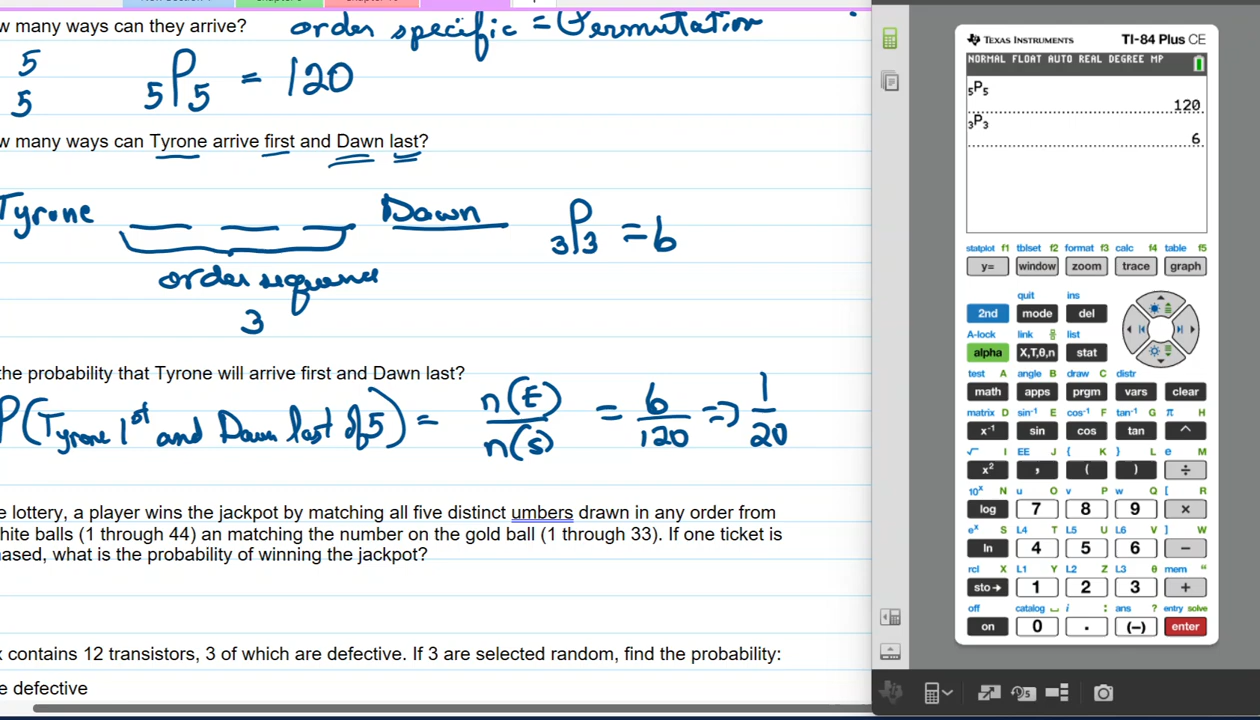 w many ways can they arrive? order specific = Permutation
5
5
5P5 = 120
w many ways can Tyrone arrive first and Dawn last?
Tyrone Dawn 3P3 = 6
order sequence
3
the probability that Tyrone will arrive first and Dawn last?
P(Tyrone 1st and Dawn last of 5) = n(E)/n(S) = 6/120 => 1/20
e lottery, a player wins the jackpot by matching all five distinct umbers drawn in any order from
hite balls (1 through 44) an matching the number on the gold ball (1 through 33). If one ticket is
ased, what is the probability of winning the jackpot?
x contains 12 transistors, 3 of which are defective. If 3 are selected random, find the probability:
e defective
TEXAS INSTRUMENTS TI-84 Plus CE
NORMAL FLOAT AUTO REAL DEGREE MP
5P5
120
3P3
6
statplot f1 tblset f2 format f3 calc f4 table f5
y= window zoom trace graph
quit ins
2nd mode del
A-lock link list
alpha X,T,θ,n stat
test A angle B draw C distr
math apps prgm vars clear
matrix D sin⁻¹ E cos⁻¹ F tan⁻¹ G π H
x⁻¹ sin cos tan ^
√ I EE J { K } L e M
x² , ( ) ÷
10ˣ N u O v P w Q [ R
log 7 8 9 ×
eˣ S L4 T L5 U L6 V ] W
ln 4 5 6 −
rcl X L1 Y L2 Z L3 θ mem "
sto→ 1 2 3 +
off catalog i : ans ? entry solve
on 0 . (−) enter